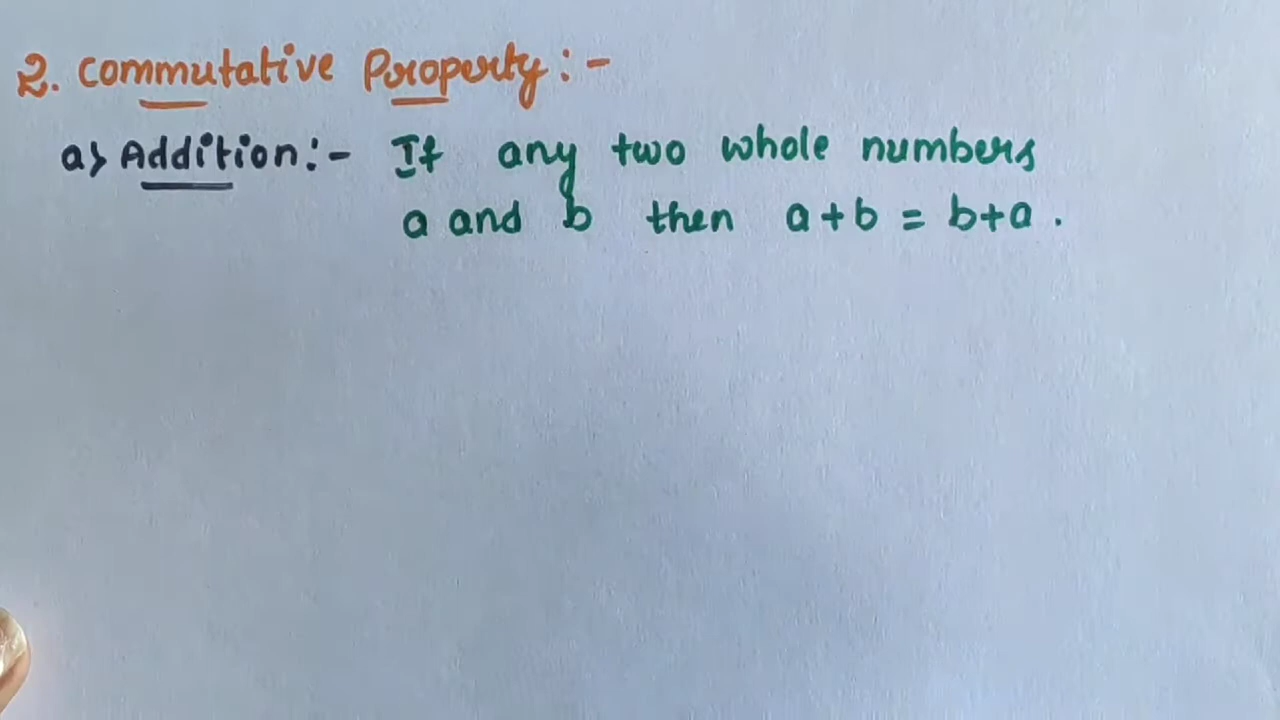 2. Commutative Property :-
a) Addition :- If any two whole numbers
a and b then a + b = b + a .